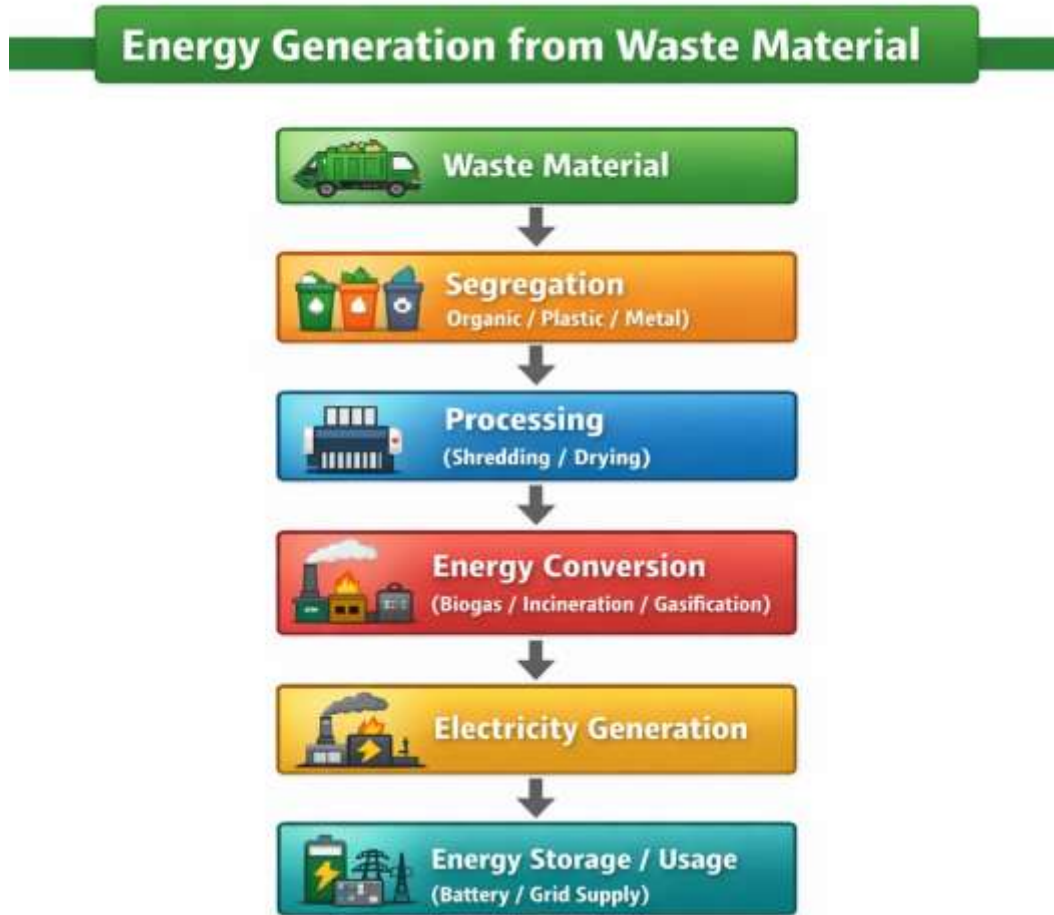 Energy Generation from Waste Material
Waste Material
Segregation
Organic / Plastic / Metal)
Processing
(Shredding / Drying)
Energy Conversion
(Biogas / Incineration / Gasification)
Electricity Generation
Energy Storage / Usage
(Battery / Grid Supply)